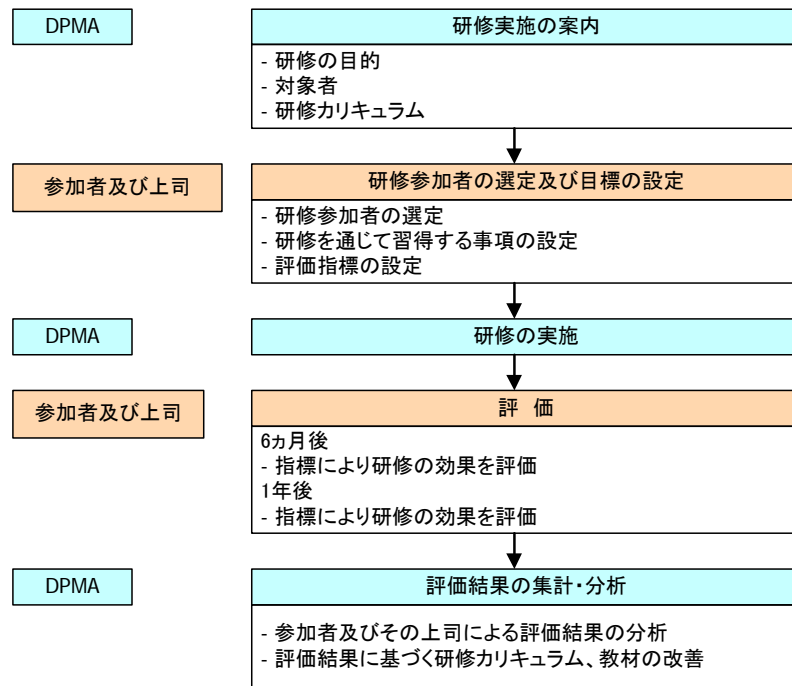 DPMA
研修実施の案内
- 研修の目的
- 対象者
- 研修カリキュラム
参加者及び上司
研修参加者の選定及び目標の設定
- 研修参加者の選定
- 研修を通じて習得する事項の設定
- 評価指標の設定
DPMA
研修の実施
参加者及び上司
評 価
6ヵ月後
- 指標により研修の効果を評価
1年後
- 指標により研修の効果を評価
DPMA
評価結果の集計・分析
- 参加者及びその上司による評価結果の分析
- 評価結果に基づく研修カリキュラム、教材の改善